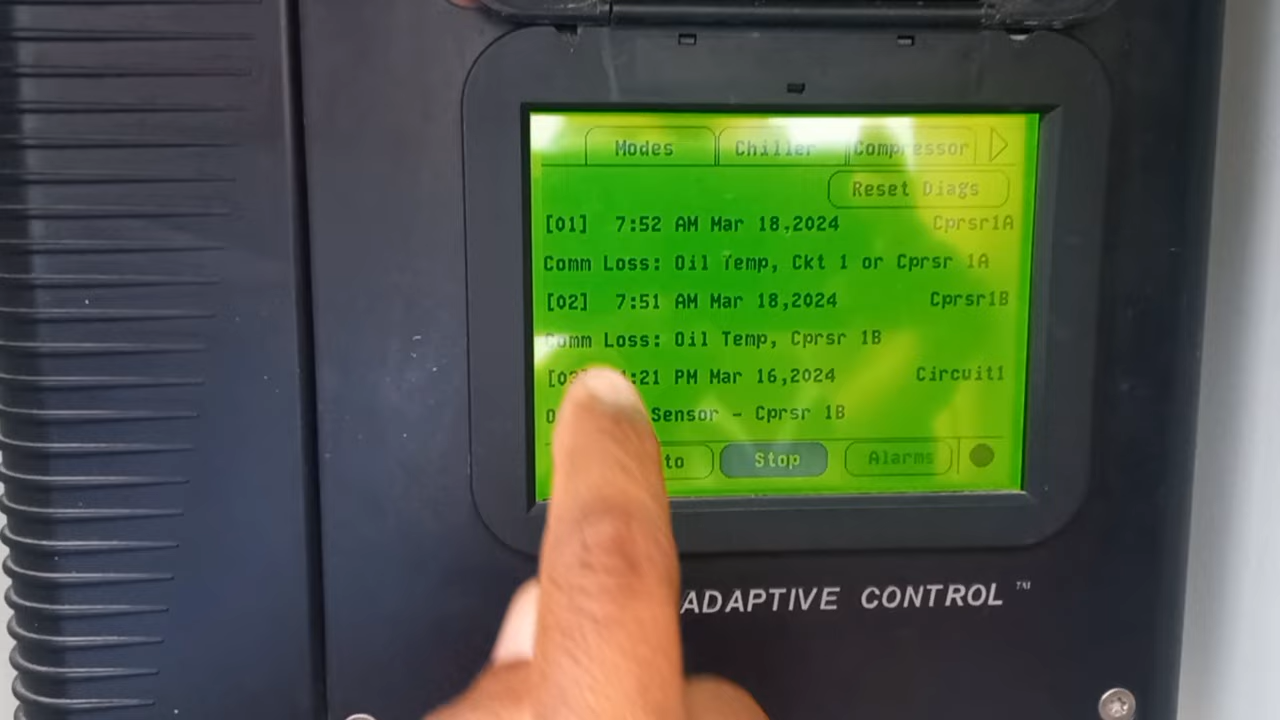 Modes Chiller Compressor
Reset Diags
[01] 7:52 AM Mar 18,2024 Cprsr1A
Comm Loss: Oil Temp, Ckt 1 or Cprsr 1A
[02] 7:51 AM Mar 18,2024 Cprsr1B
Comm Loss: Oil Temp, Cprsr 1B
PM Mar 16,2024 Circuit1
Sensor - Cprsr 1B
Stop Alarms
ADAPTIVE CONTROL ™